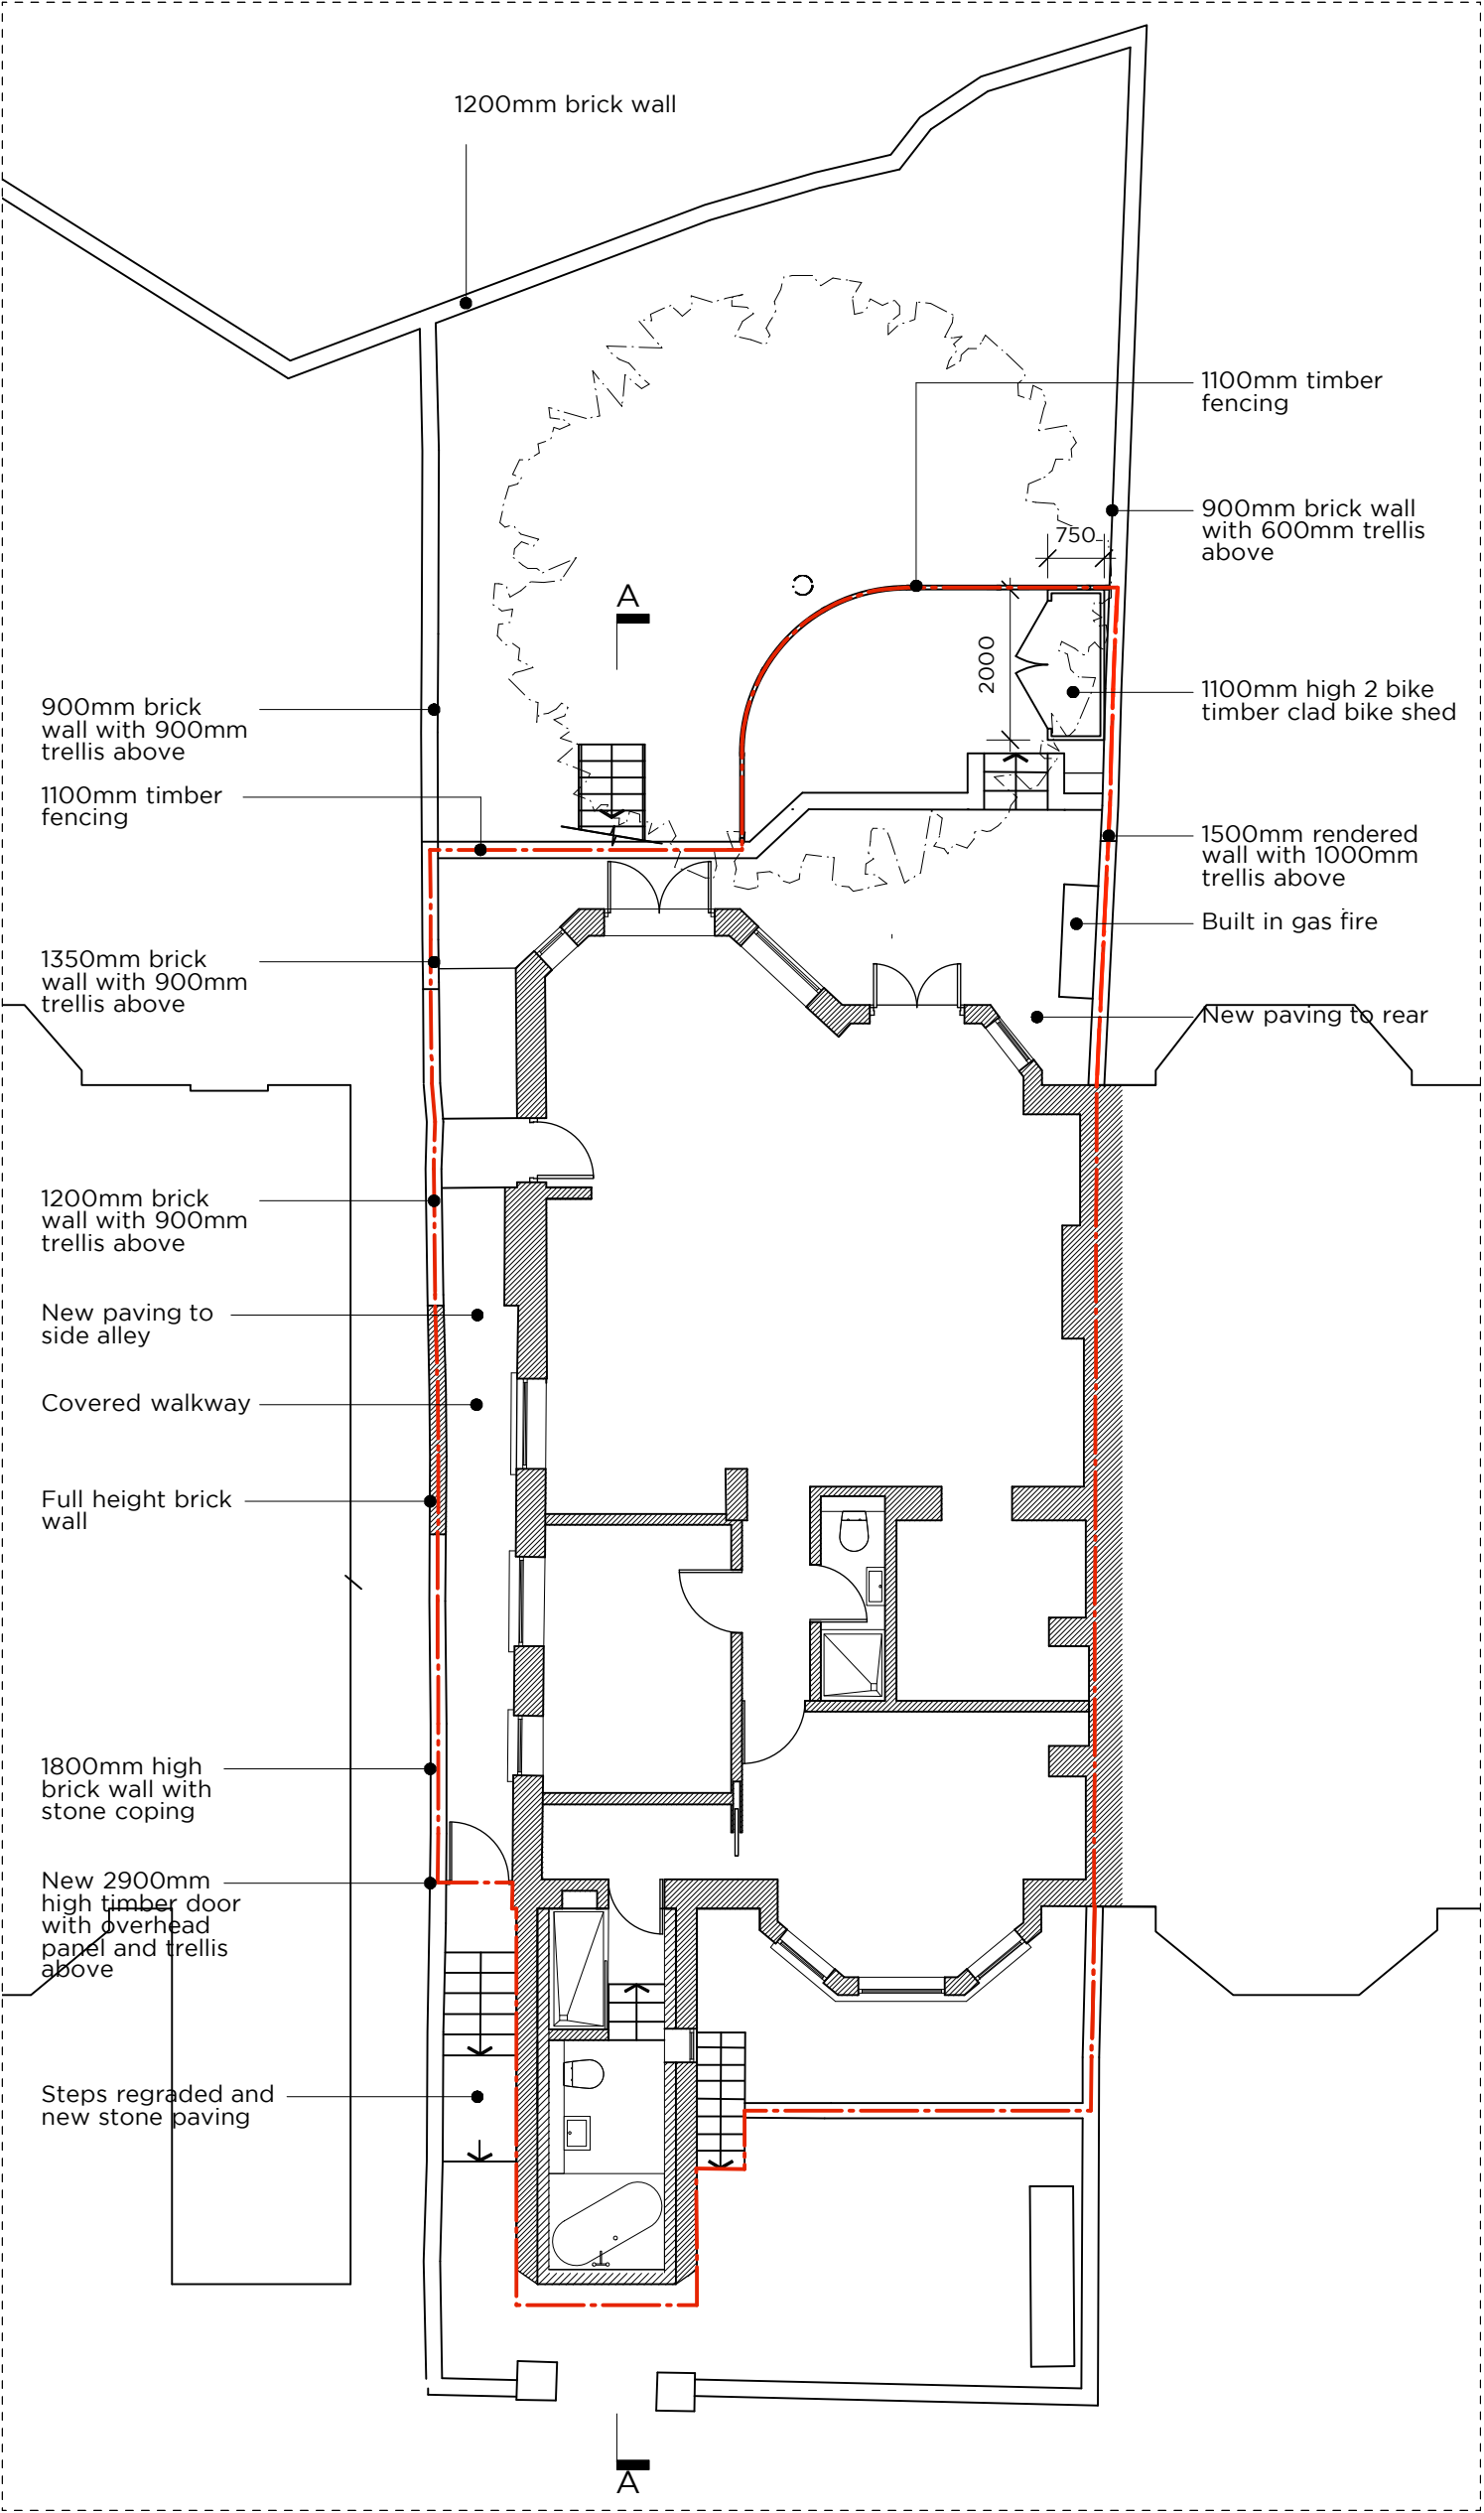 1200mm brick wall
1100mm timber
fencing
900mm brick wall
with 600mm trellis
above
750
A
2000
1100mm high 2 bike
timber clad bike shed
900mm brick
wall with 900mm
trellis above
1100mm timber
fencing
1500mm rendered
wall with 1000mm
trellis above
Built in gas fire
1350mm brick
wall with 900mm
trellis above
New paving to rear
1200mm brick
wall with 900mm
trellis above
New paving to
side alley
Covered walkway
Full height brick
wall
1800mm high
brick wall with
stone coping
New 2900mm
high timber door
with overhead
panel and trellis
above
Steps regraded and
new stone paving
A